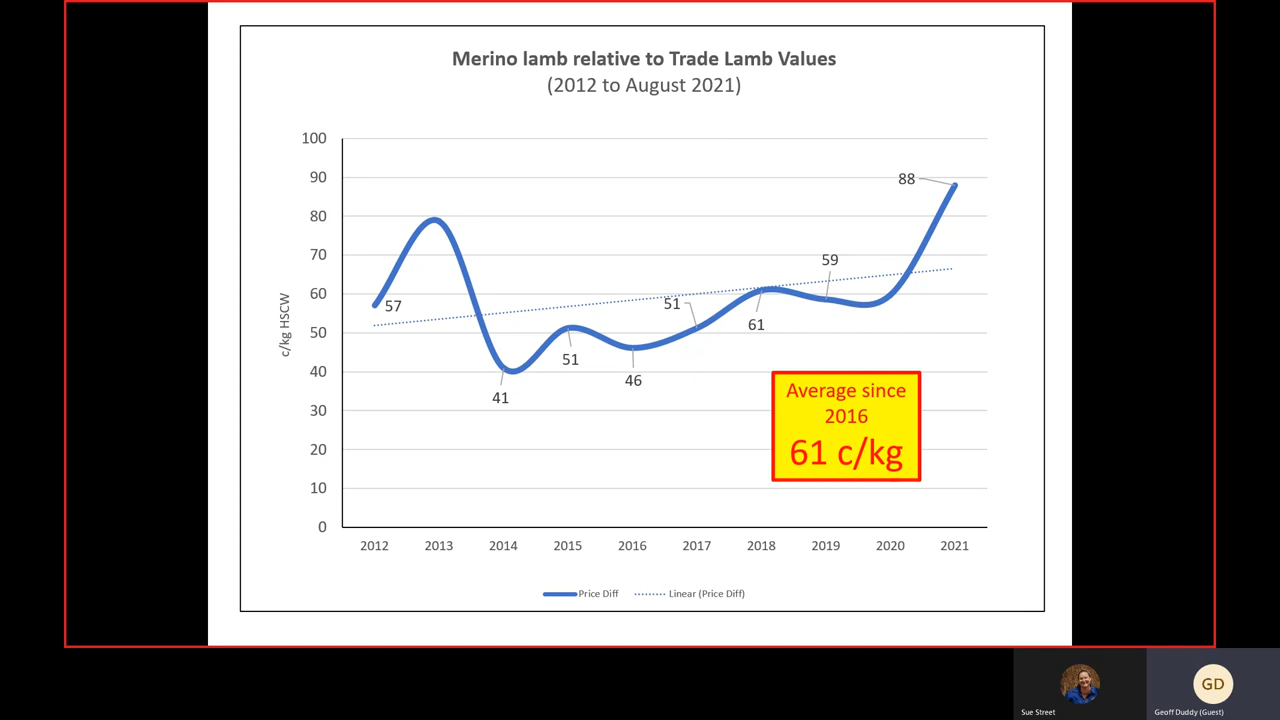 Merino lamb relative to Trade Lamb Values
(2012 to August 2021)
100
90
80
70
60
50
40
30
20
10
0
c/kg HSCW
57
41
51
46
51
61
59
88
Average since
2016
61 c/kg
2012 2013 2014 2015 2016 2017 2018 2019 2020 2021
Price Diff Linear (Price Diff)
GD
Sue Street Geoff Duddy (Guest)